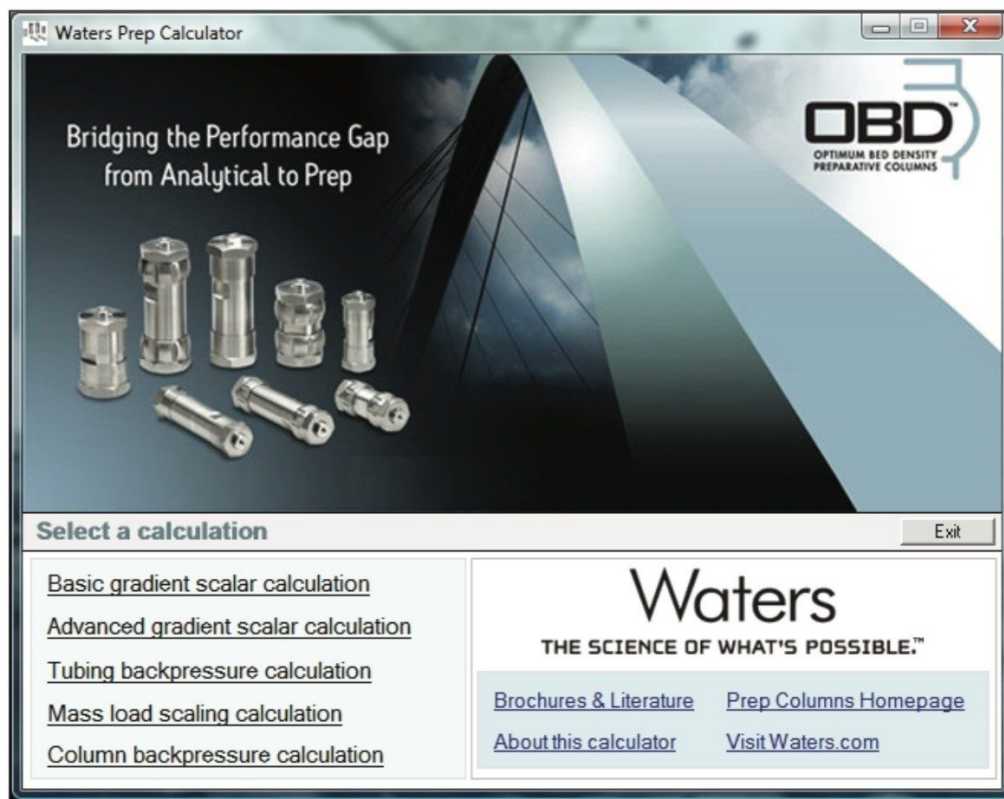 Waters Prep Calculator
Bridging the Performance Gap
from Analytical to Prep
OBD™
OPTIMUM BED DENSITY
PREPARATIVE COLUMNS
Select a calculation
Exit
Basic gradient scalar calculation
Advanced gradient scalar calculation
Tubing backpressure calculation
Mass load scaling calculation
Column backpressure calculation
Waters
THE SCIENCE OF WHAT'S POSSIBLE.™
Brochures & Literature
Prep Columns Homepage
About this calculator
Visit Waters.com